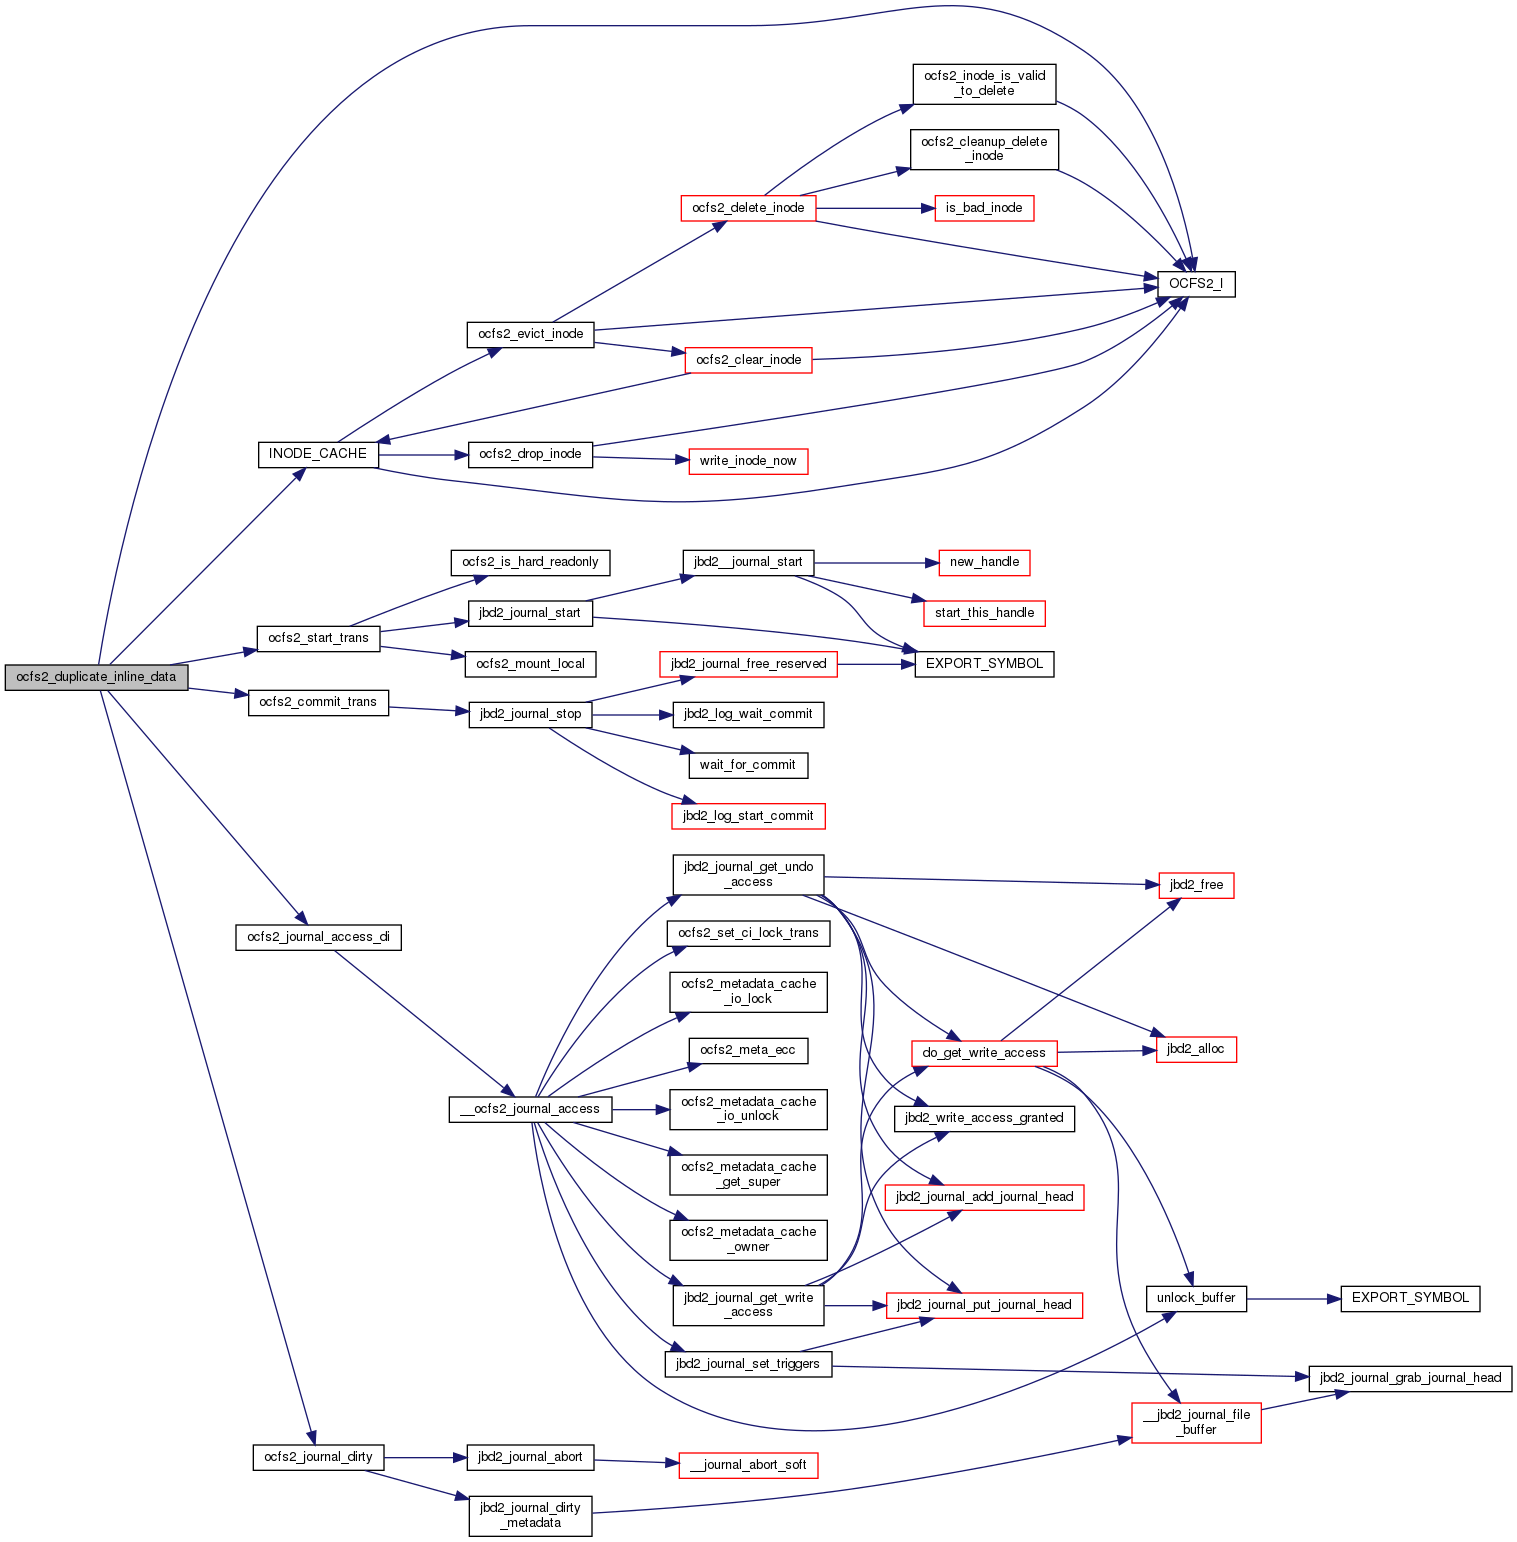 ocfs2_inode_is_valid
_to_delete
ocfs2_cleanup_delete
_inode
ocfs2_delete_inode
is_bad_inode
OCFS2_I
ocfs2_evict_inode
ocfs2_clear_inode
INODE_CACHE
ocfs2_drop_inode
write_inode_now
ocfs2_is_hard_readonly
jbd2__journal_start
new_handle
jbd2_journal_start
start_this_handle
ocfs2_start_trans
ocfs2_mount_local
jbd2_journal_free_reserved
EXPORT_SYMBOL
ocfs2_duplicate_inline_data
ocfs2_commit_trans
jbd2_journal_stop
jbd2_log_wait_commit
wait_for_commit
jbd2_log_start_commit
jbd2_journal_get_undo
_access
jbd2_free
ocfs2_journal_access_di
ocfs2_set_ci_lock_trans
ocfs2_metadata_cache
_io_lock
ocfs2_meta_ecc
do_get_write_access
jbd2_alloc
__ocfs2_journal_access
ocfs2_metadata_cache
_io_unlock
jbd2_write_access_granted
ocfs2_metadata_cache
_get_super
jbd2_journal_add_journal_head
ocfs2_metadata_cache
_owner
jbd2_journal_get_write
_access
jbd2_journal_put_journal_head
unlock_buffer
EXPORT_SYMBOL
jbd2_journal_set_triggers
jbd2_journal_grab_journal_head
__jbd2_journal_file
_buffer
ocfs2_journal_dirty
jbd2_journal_abort
__journal_abort_soft
jbd2_journal_dirty
_metadata